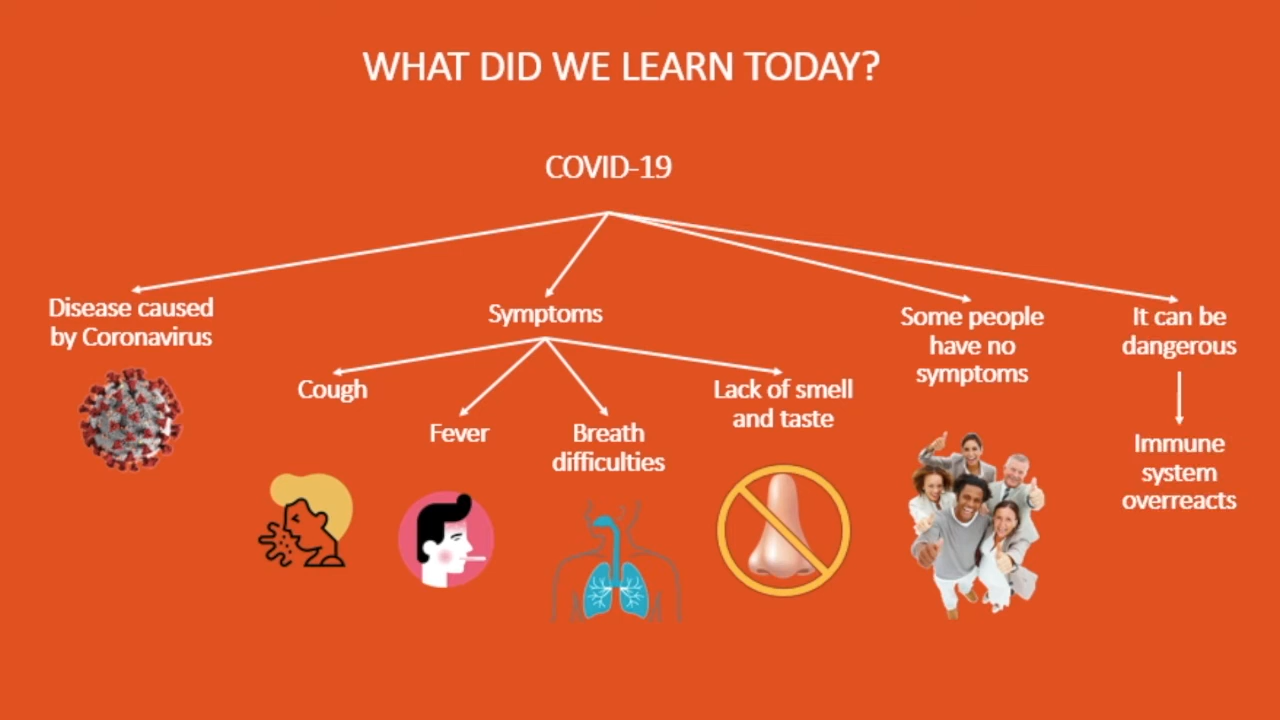 WHAT DID WE LEARN TODAY?
COVID-19
Disease caused
by Coronavirus
Symptoms
Cough
Fever
Breath
difficulties
Lack of smell
and taste
Some people
have no
symptoms
It can be
dangerous
Immune
system
overreacts